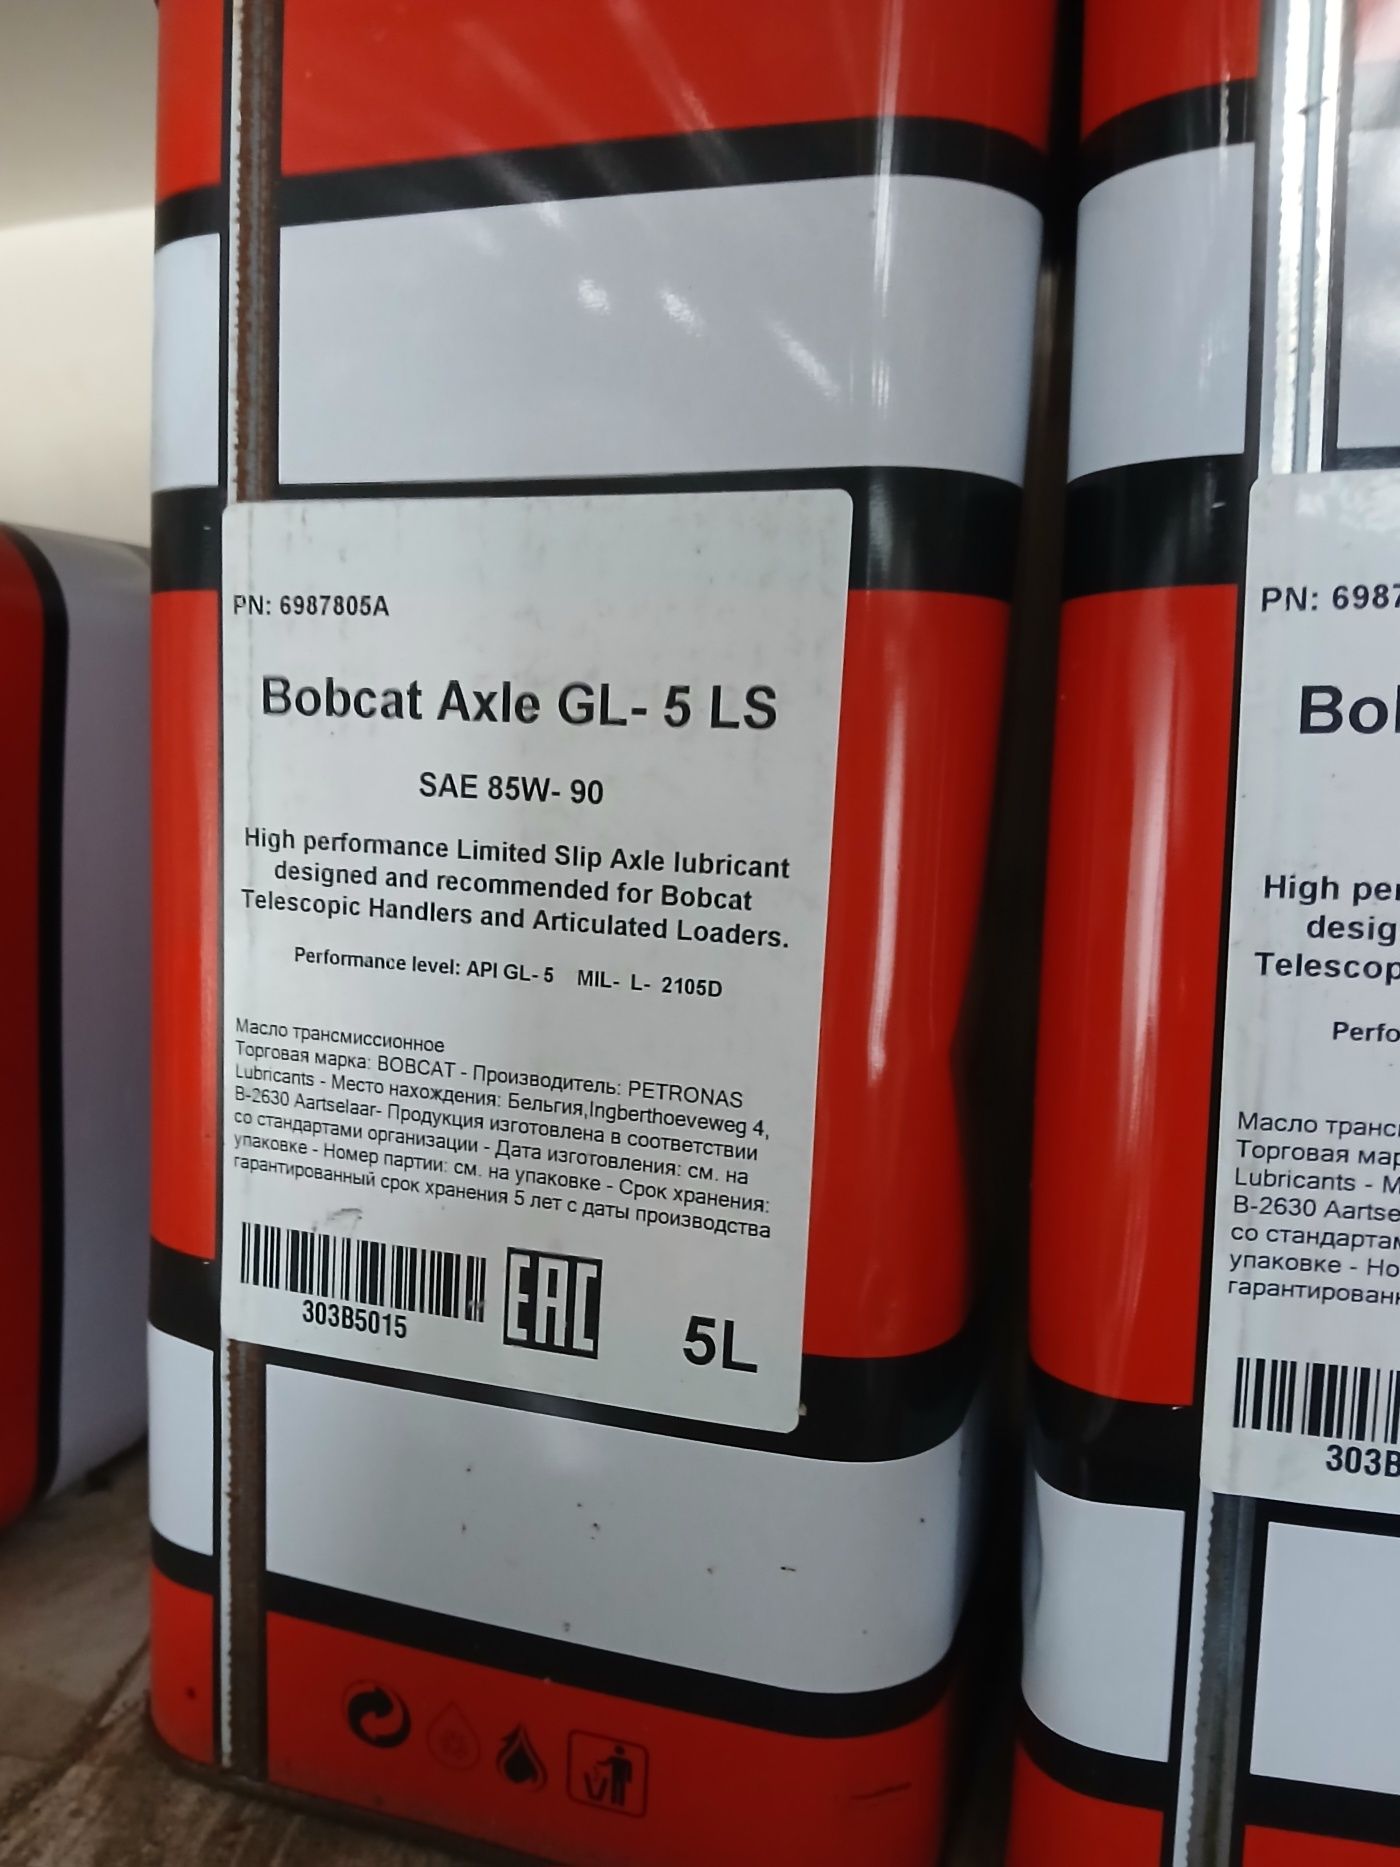 PN: 6987805A
Bobcat Axle GL- 5 LS
SAE 85W- 90
High performance Limited Slip Axle lubricant
designed and recommended for Bobcat
Telescopic Handlers and Articulated Loaders.
Performance level: API GL- 5 MIL- L- 2105D
Масло трансмиссионное
Торговая марка: BOBCAT - Производитель: PETRONAS
Lubricants - Место нахождения: Бельгия,Ingberthoeveweg 4,
B-2630 Aartselaar- Продукция изготовлена в соответствии
со стандартами организации - Дата изготовления: см. на
упаковке - Номер партии: см. на упаковке - Срок хранения:
гарантированный срок хранения 5 лет с даты производства
303B5015
EAC
5L
PN: 6987
Bo
High per
desig
Telescop
Perfo
Масло транс
Торговая мар
Lubricants - М
B-2630 Aartse
со стандартам
упаковке - Но
гарантирован
303B